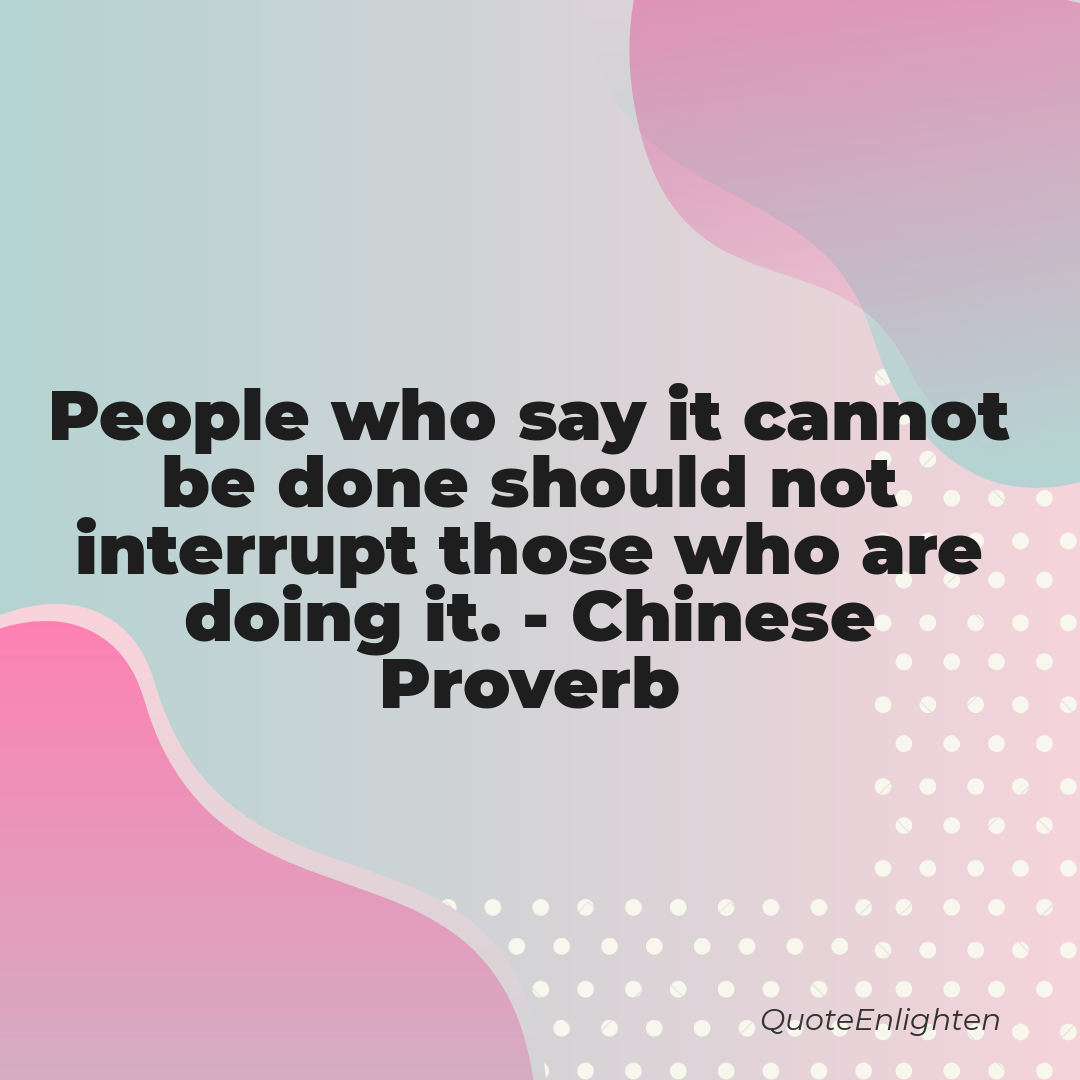 People who say it cannot
be done should not
interrupt those who are
doing it. - Chinese
Proverb
QuoteEnlighten